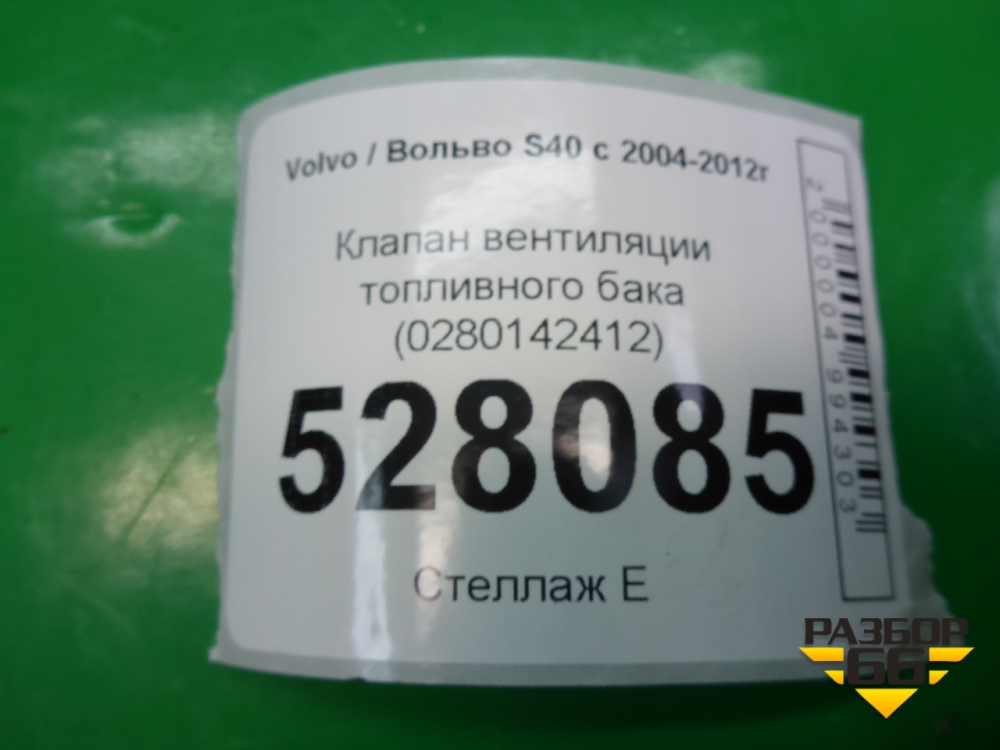 Volvo / Вольво S40 с 2004-2012г
Клапан вентиляции
топливного бака
(0280142412)
528085
Стеллаж Е
2000004994303
РАЗБОР
66